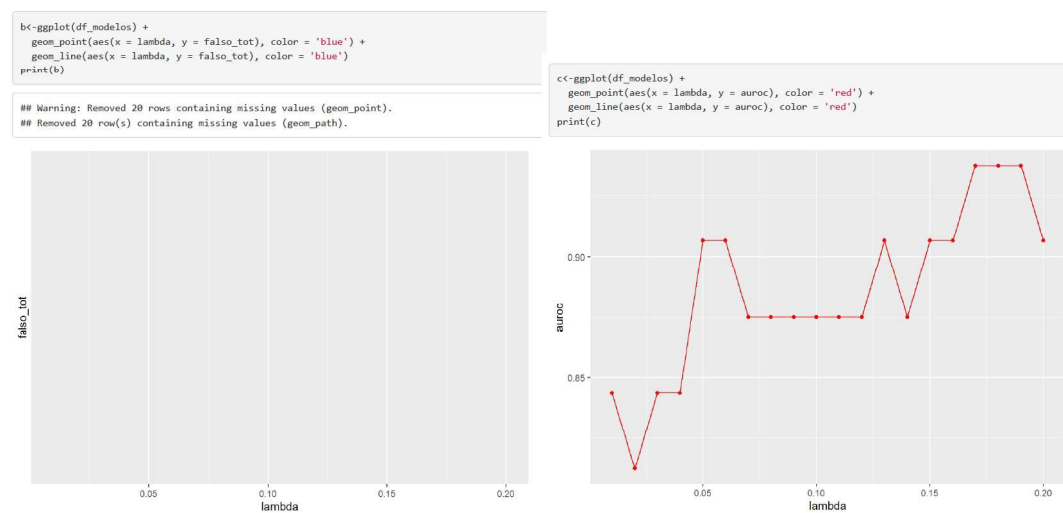 b<-ggplot(df_modelos) +
geom_point(aes(x = lambda, y = falso_tot), color = 'blue') +
geom_line(aes(x = lambda, y = falso_tot), color = 'blue')
print(b)
## Warning: Removed 20 rows containing missing values (geom_point).
## Removed 20 row(s) containing missing values (geom_path).
falso_tot
0.05 0.10 0.15 0.20
lambda
c<-ggplot(df_modelos) +
geom_point(aes(x = lambda, y = auroc), color = 'red') +
geom_line(aes(x = lambda, y = auroc), color = 'red')
print(c)
0.90
auroc
0.85
0.05 0.10 0.15 0.20
lambda